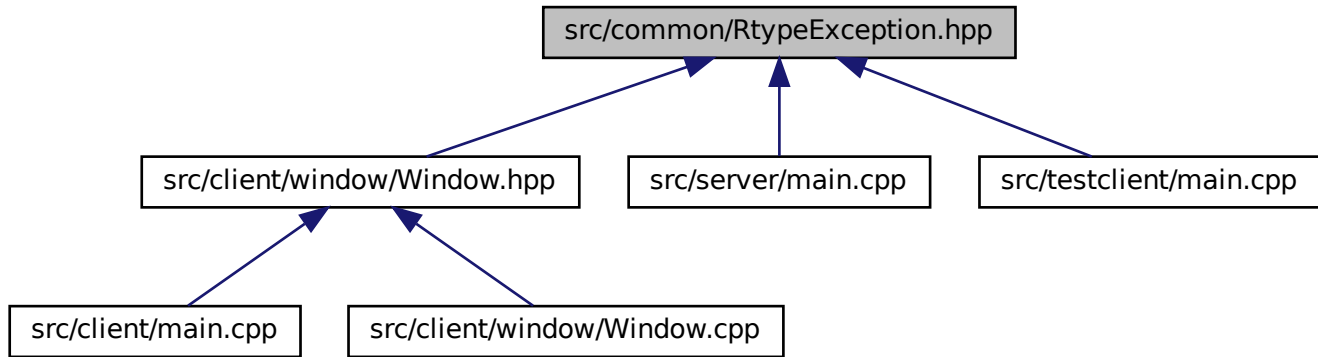 src/common/RtypeException.hpp
src/client/window/Window.hpp
src/server/main.cpp
src/testclient/main.cpp
src/client/main.cpp
src/client/window/Window.cpp